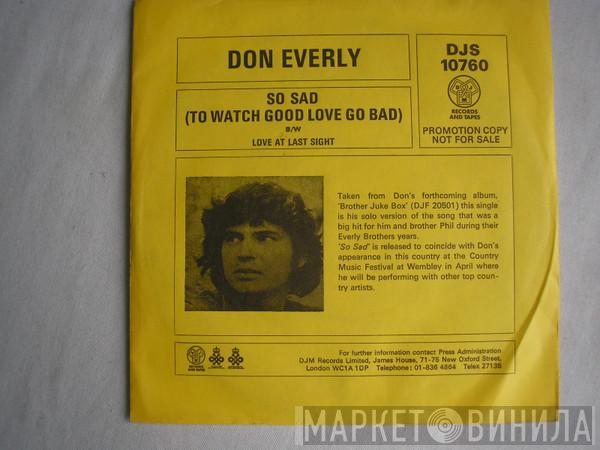 DON EVERLY
DJS
10760
SO SAD
(TO WATCH GOOD LOVE GO BAD)
B/W
LOVE AT LAST SIGHT
DJM
RECORDS
AND TAPES
PROMOTION COPY
NOT FOR SALE
Taken from Don's forthcoming album,
'Brother Juke Box' (DJF 20501) this single
is his solo version of the song that was a
big hit for him and brother Phil during their
Everly Brothers years.
'So Sad' is released to coincide with Don's
appearance in this country at the Country
Music Festival at Wembley in April where
he will be performing with other top coun-
try artists.
RECORDS
AND TAPES
For further information contact Press Administration
DJM Records Limited, James House, 71-75 New Oxford Street,
London WC1A 1DP Telephone: 01-836 4864 Telex 27135
МАРКЕТ ВИНИЛА